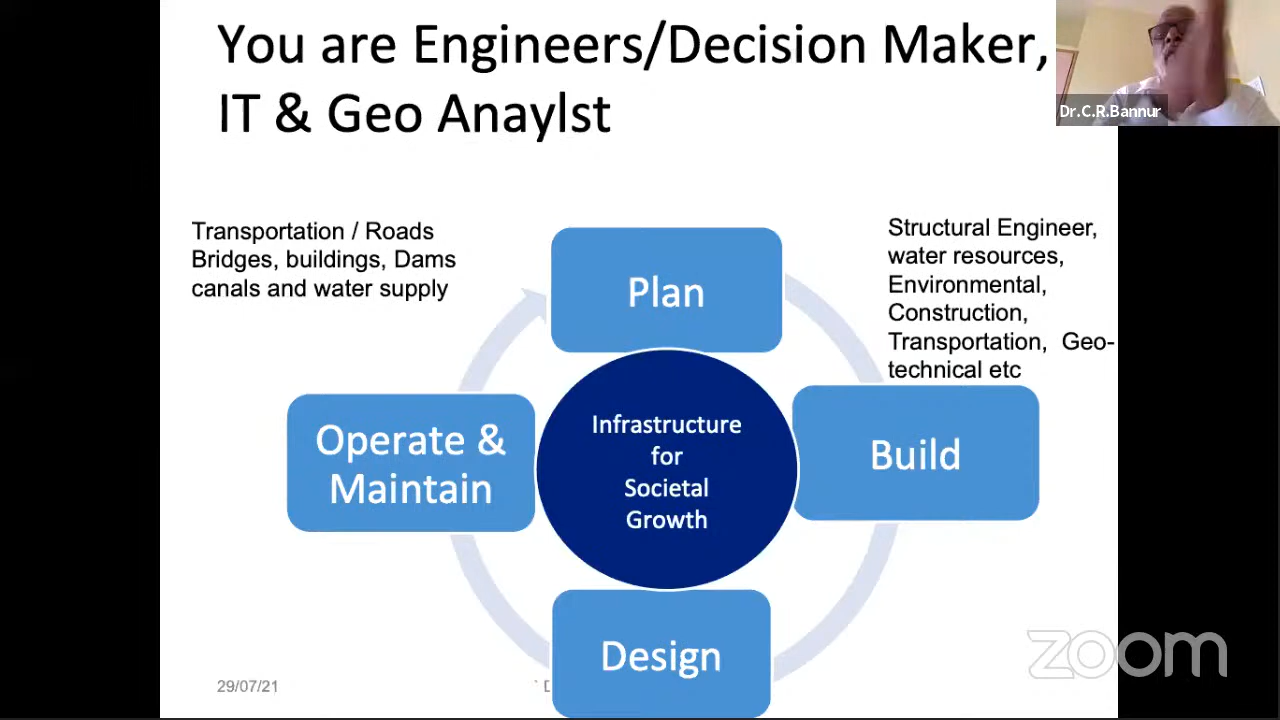 You are Engineers/Decision Maker,
IT & Geo Anaylst
Dr.C.R.Bannur
Transportation / Roads
Bridges, buildings, Dams
canals and water supply
Structural Engineer,
water resources,
Environmental,
Construction,
Transportation, Geo-
technical etc
Plan
Operate &
Maintain
Infrastructure
for
Societal
Growth
Build
Design
29/07/21
zoom